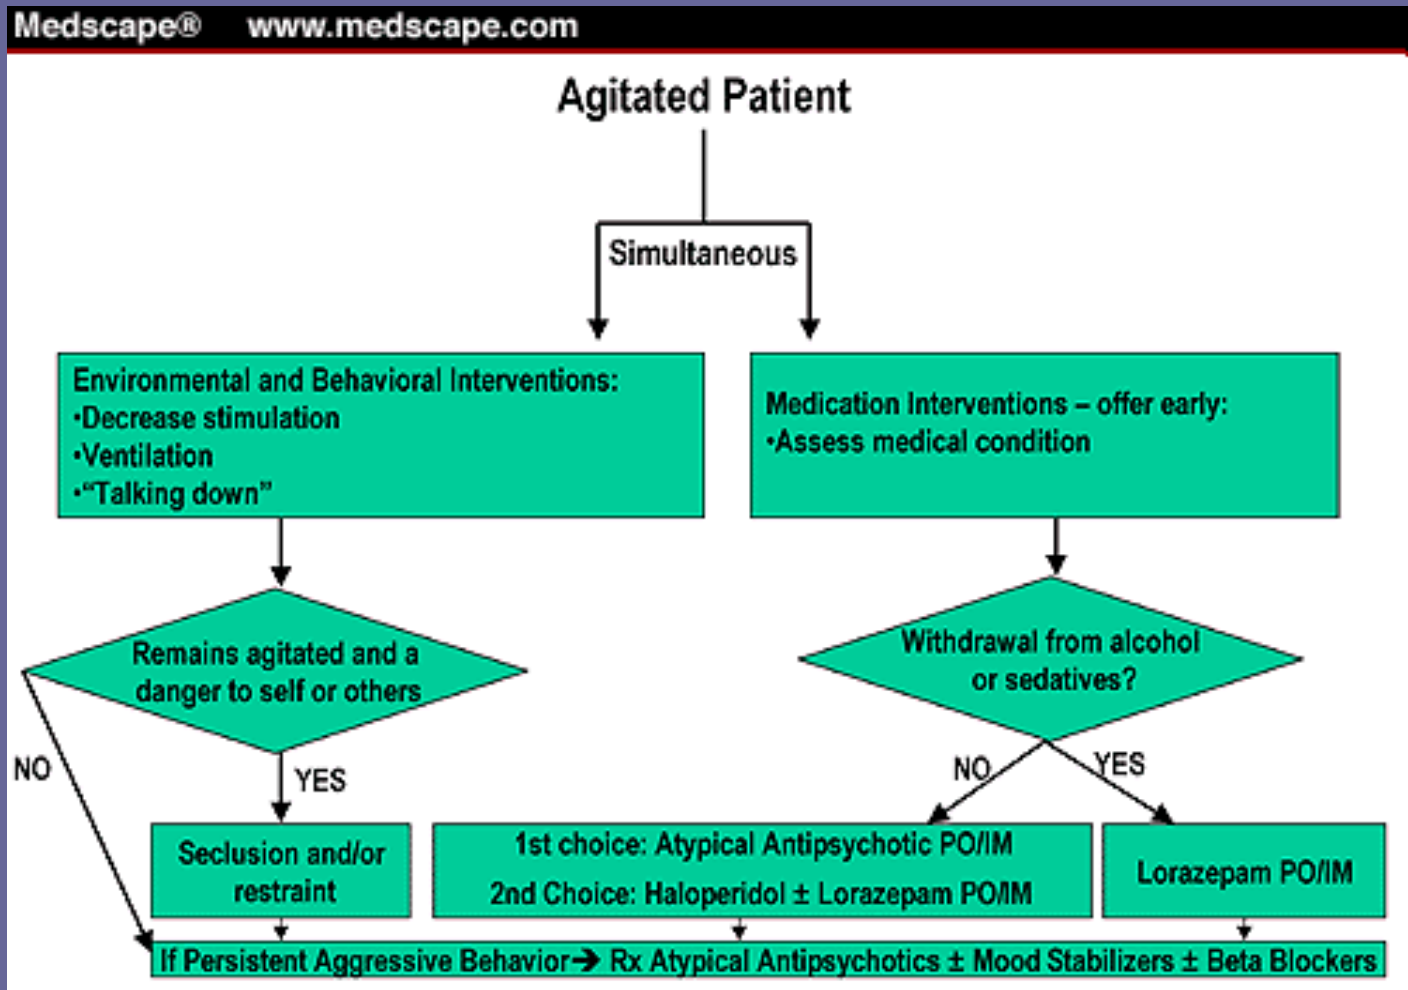 Medscape® www.medscape.com
Agitated Patient
Simultaneous
Environmental and Behavioral Interventions:
•Decrease stimulation
•Ventilation
•“Talking down”
Medication Interventions – offer early:
•Assess medical condition
Remains agitated and a
danger to self or others
Withdrawal from alcohol
or sedatives?
NO
YES
NO
YES
Seclusion and/or
restraint
1st choice: Atypical Antipsychotic PO/IM
2nd Choice: Haloperidol ± Lorazepam PO/IM
Lorazepam PO/IM
If Persistent Aggressive Behavior→ Rx Atypical Antipsychotics ± Mood Stabilizers ± Beta Blockers